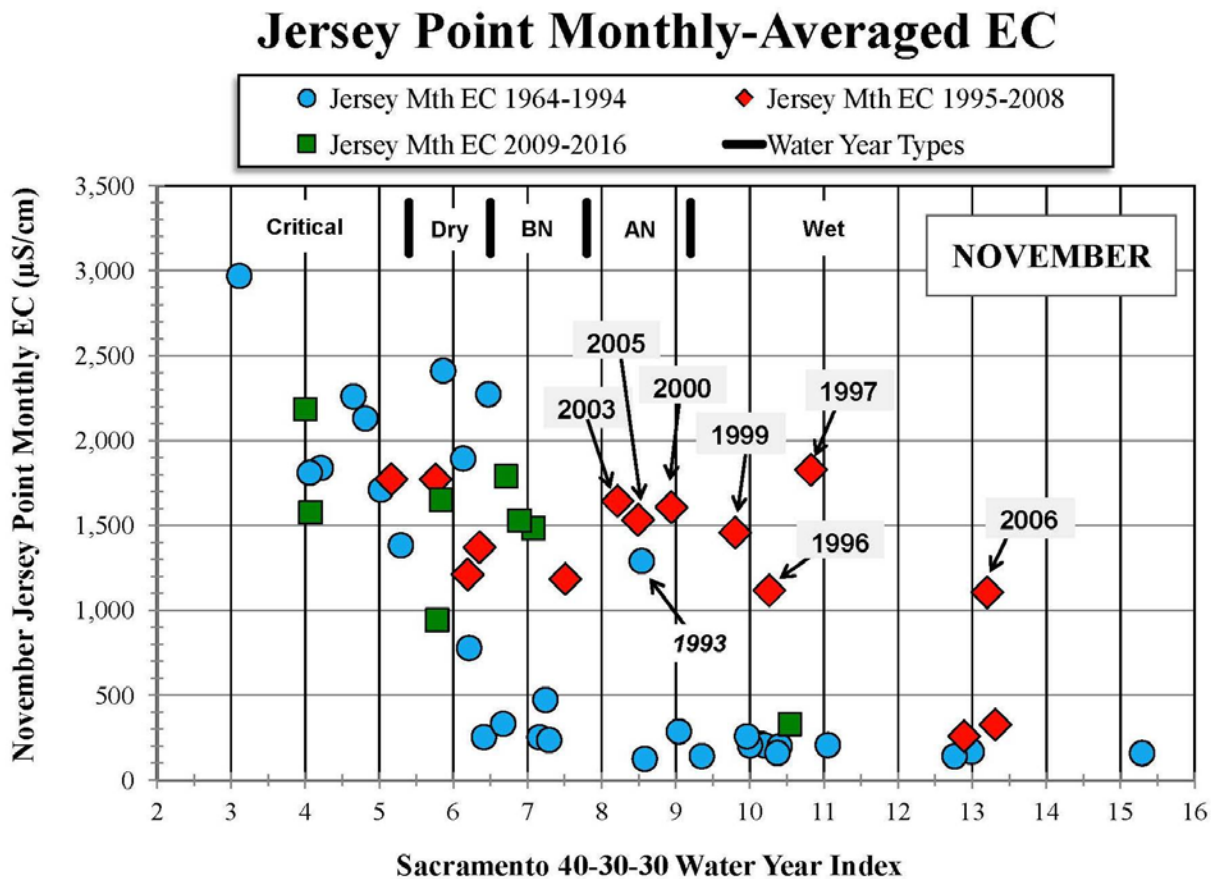 Jersey Point Monthly-Averaged EC
Jersey Mth EC 1964-1994
Jersey Mth EC 1995-2008
Jersey Mth EC 2009-2016
Water Year Types
November Jersey Point Monthly EC (µS/cm)
3,500
3,000
2,500
2,000
1,500
1,000
500
0
Critical
Dry
BN
AN
Wet
NOVEMBER
2005
2003
2000
1999
1997
1996
2006
1993
2
3
4
5
6
7
8
9
10
11
12
13
14
15
16
Sacramento 40-30-30 Water Year Index